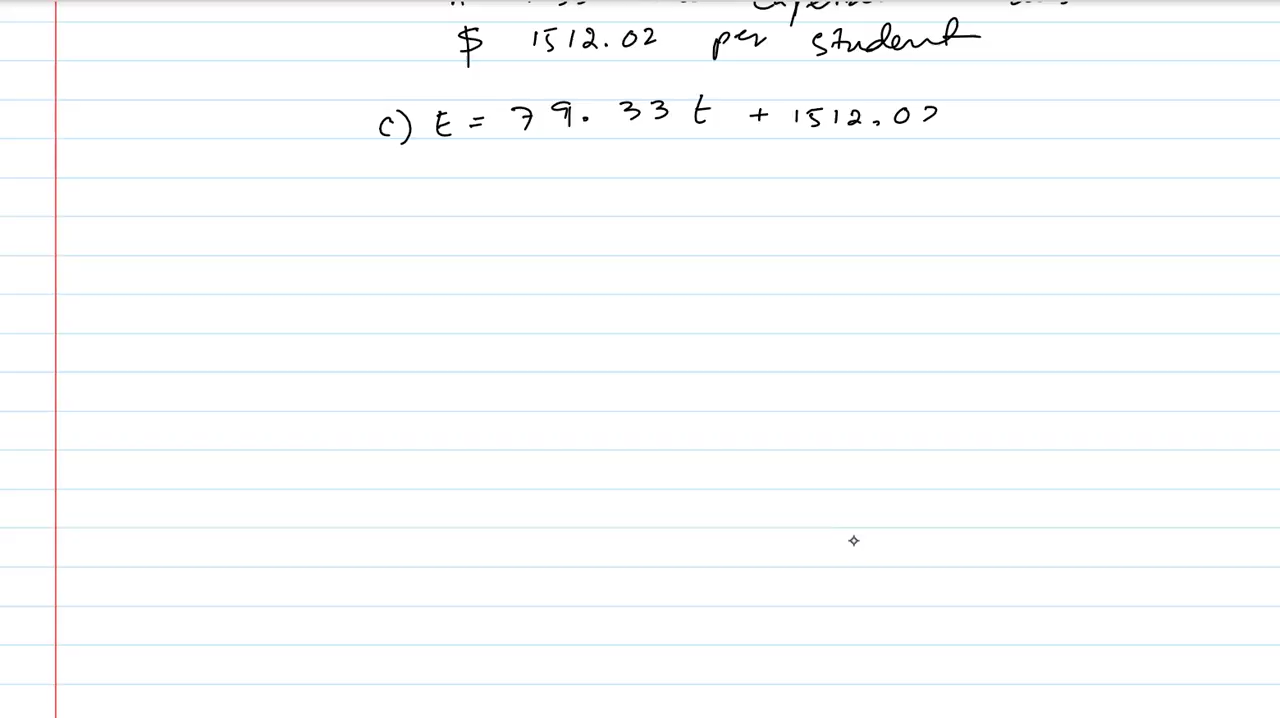 $ 1512.02 per student
c) E = 79.33 t + 1512.02